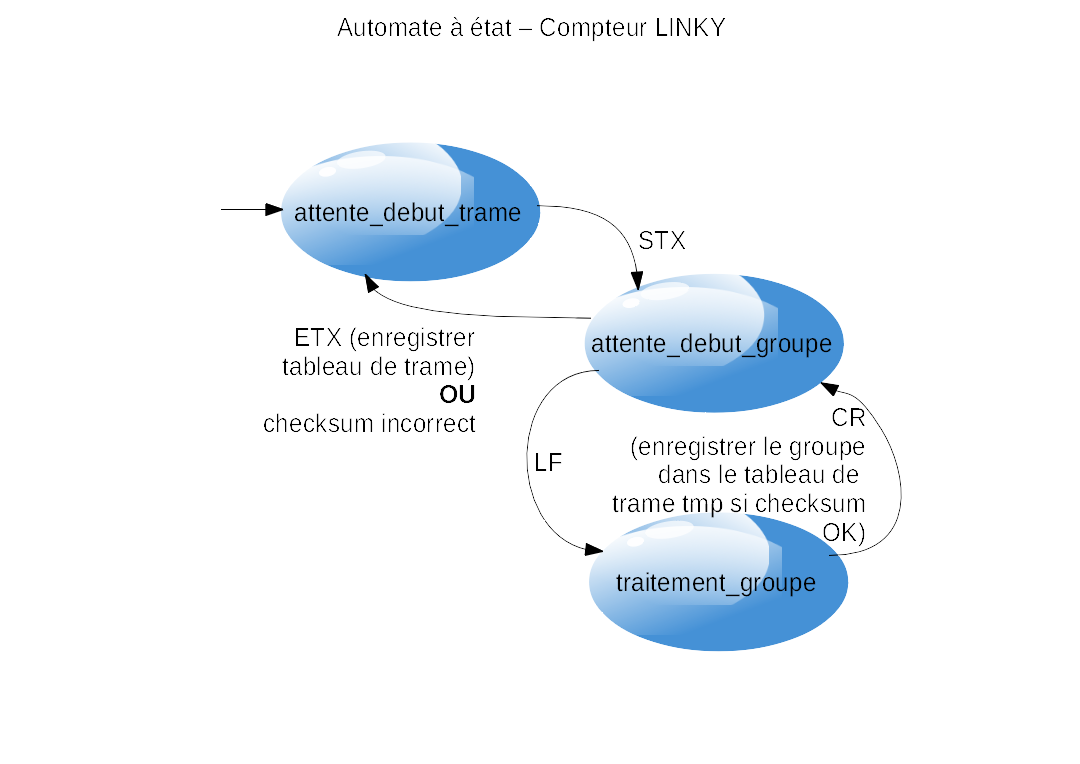 Automate à état – Compteur LINKY
attente_debut_trame
STX
attente_debut_groupe
ETX (enregistrer
tableau de trame)
OU
checksum incorrect
LF
CR
(enregistrer le groupe
dans le tableau de
trame tmp si checksum
OK)
traitement_groupe